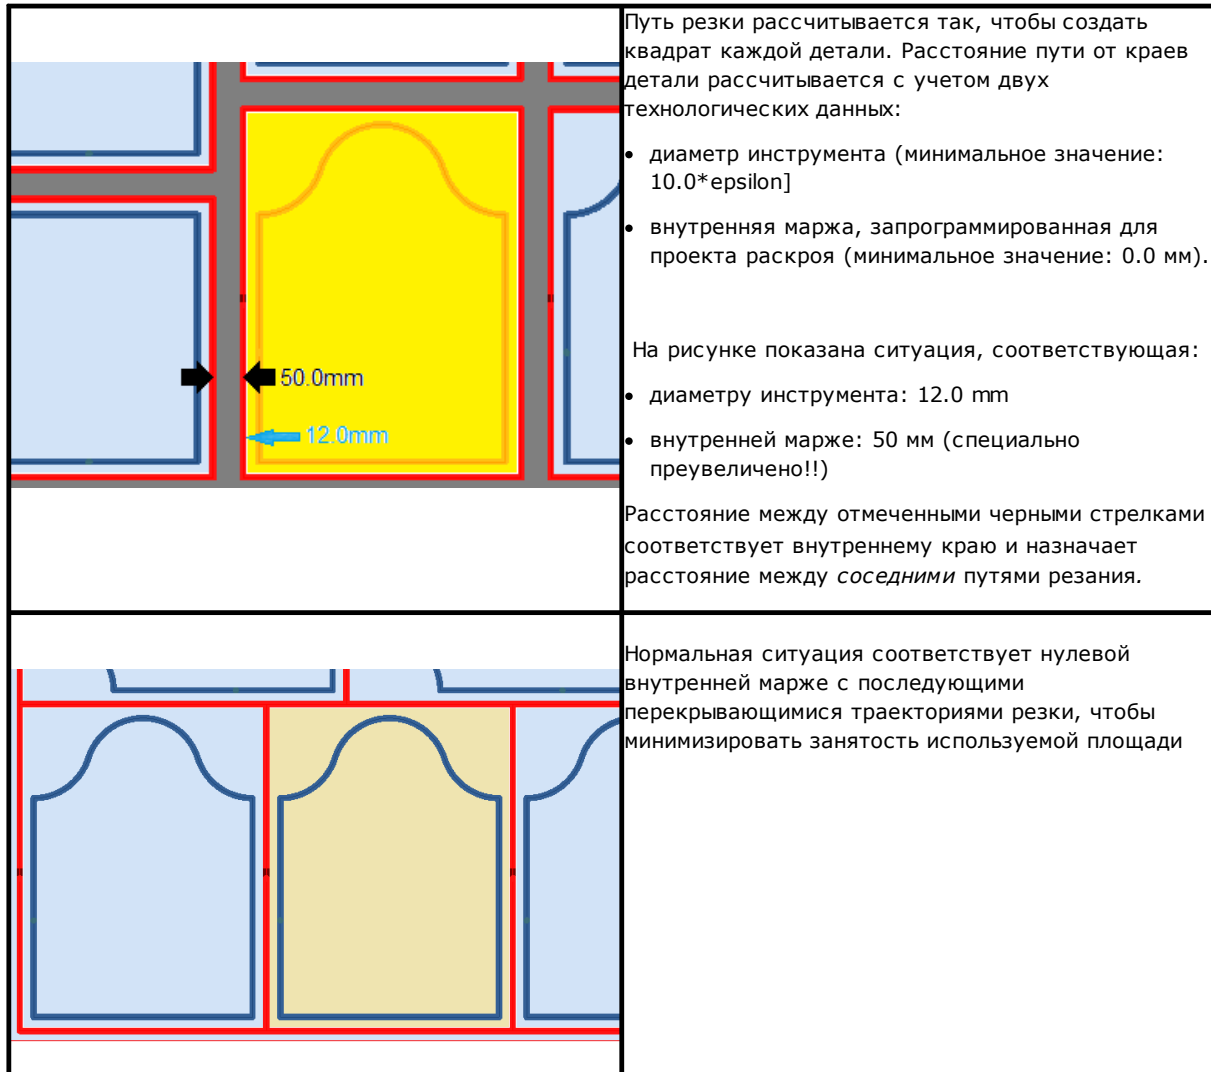 Путь резки рассчитывается так, чтобы создать
квадрат каждой детали. Расстояние пути от краев
детали рассчитывается с учетом двух
технологических данных:
• диаметр инструмента (минимальное значение:
10.0*epsilon]
• внутренняя маржа, запрограммированная для
проекта раскроя (минимальное значение: 0.0 мм).
На рисунке показана ситуация, соответствующая:
• диаметру инструмента: 12.0 mm
• внутренней марже: 50 мм (специально
преувеличено!!)
Расстояние между отмеченными черными стрелками
соответствует внутреннему краю и назначает
расстояние между соседними путями резания.
50.0mm
12.0mm
Нормальная ситуация соответствует нулевой
внутренней марже с последующими
перекрывающимися траекториями резки, чтобы
минимизировать занятость используемой площади